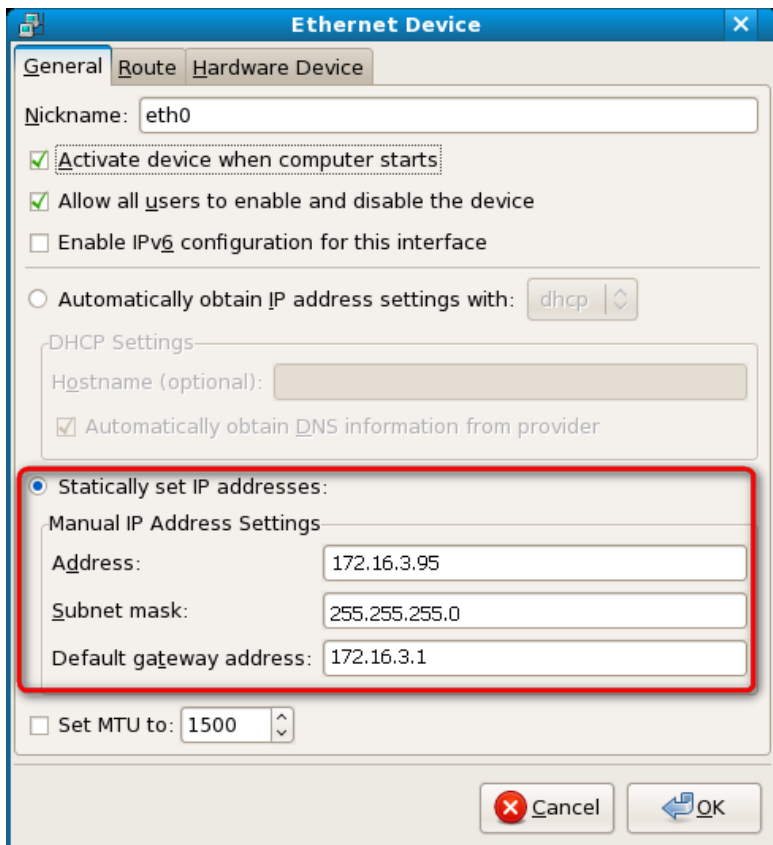 Ethernet Device
General Route Hardware Device
Nickname: eth0
Activate device when computer starts
Allow all users to enable and disable the device
Enable IPv6 configuration for this interface
Automatically obtain IP address settings with: dhcp
DHCP Settings
Hostname (optional):
Automatically obtain DNS information from provider
Statically set IP addresses:
Manual IP Address Settings
Address: 172.16.3.95
Subnet mask: 255.255.255.0
Default gateway address: 172.16.3.1
Set MTU to: 1500
Cancel OK